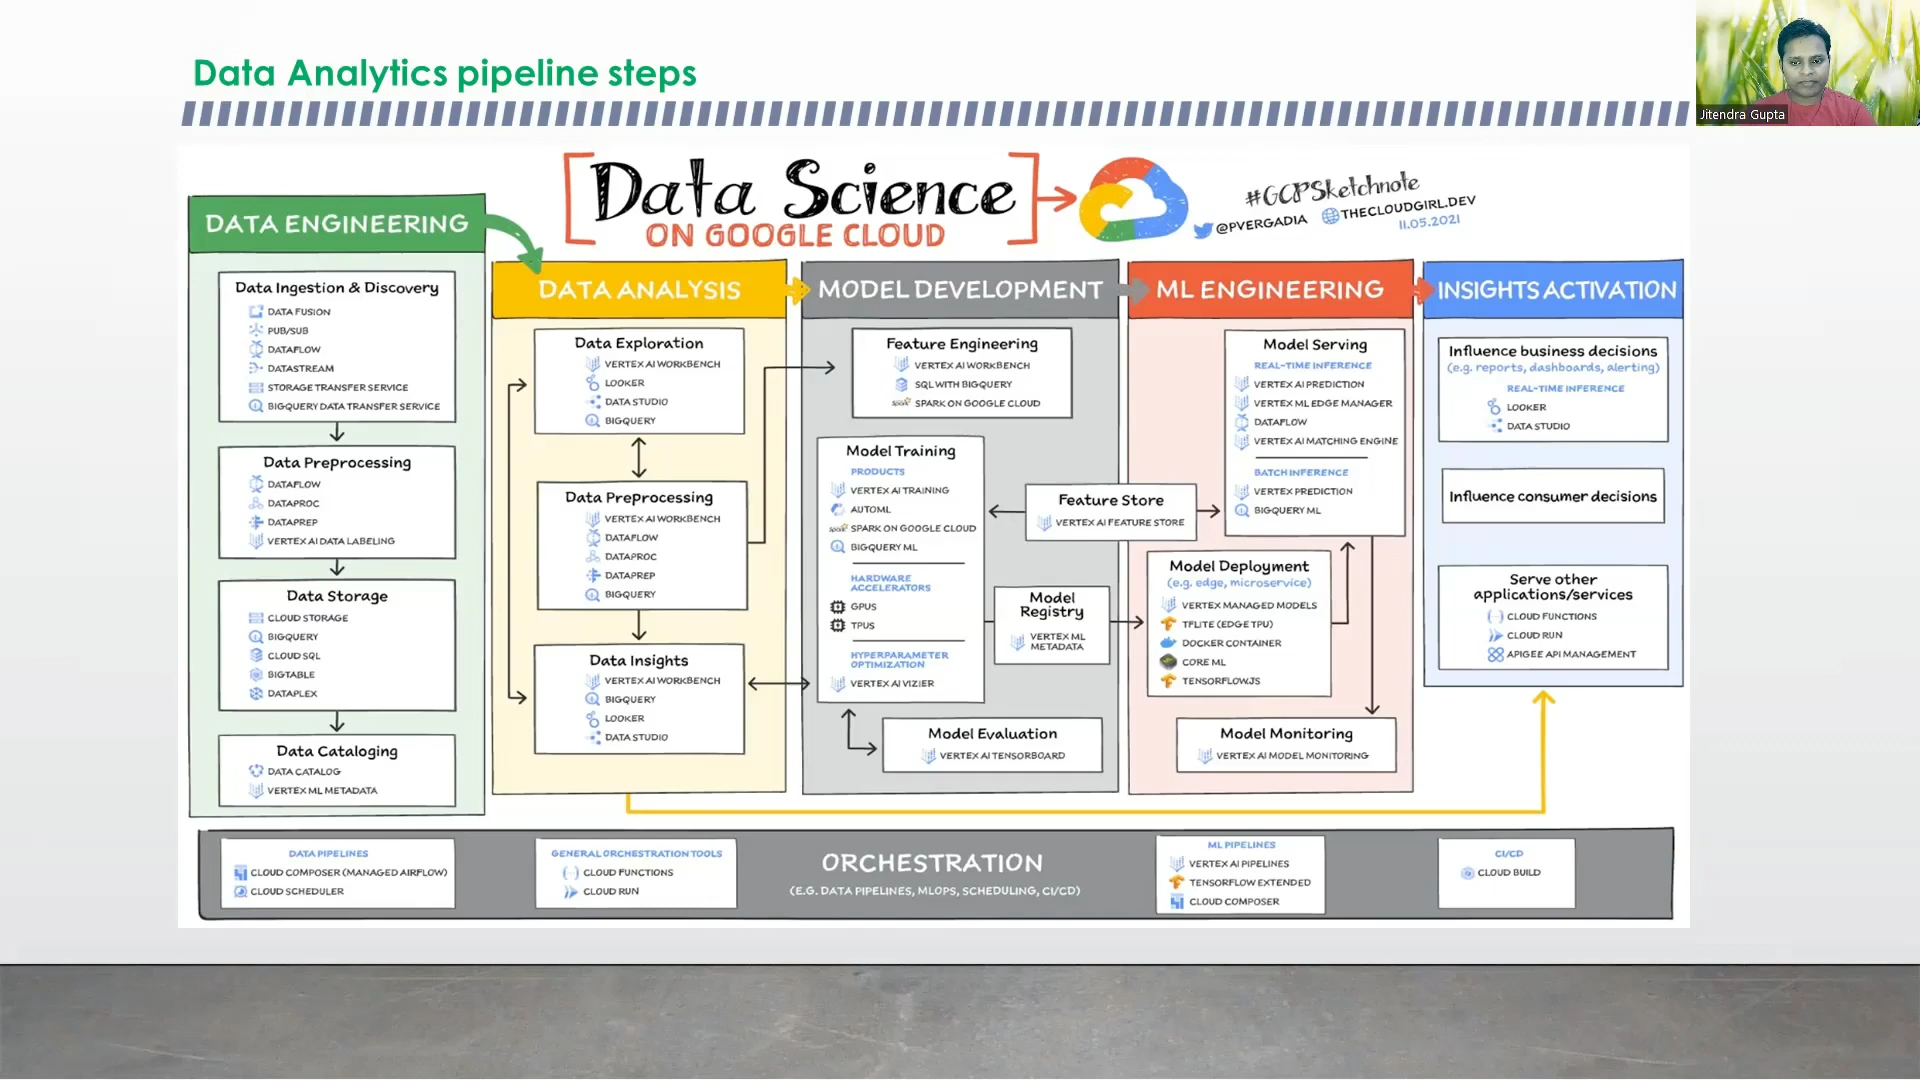 Data Analytics pipeline steps
Jitendra Gupta
Data Science
ON GOOGLE CLOUD
#GCPSketchnote
@PVERGADIA
THECLOUDGIRL.DEV
11.05.2021
DATA ENGINEERING
Data Ingestion & Discovery
DATA FUSION
PUB/SUB
DATAFLOW
DATASTREAM
STORAGE TRANSFER SERVICE
BIGQUERY DATA TRANSFER SERVICE
Data Preprocessing
DATAFLOW
DATAPROC
DATAPREP
VERTEX AI DATA LABELING
Data Storage
CLOUD STORAGE
BIGQUERY
CLOUD SQL
BIGTABLE
DATAPLEX
Data Cataloging
DATA CATALOG
VERTEX ML METADATA
DATA ANALYSIS
Data Exploration
VERTEX AI WORKBENCH
LOOKER
DATA STUDIO
BIGQUERY
Data Preprocessing
VERTEX AI WORKBENCH
DATAFLOW
DATAPROC
DATAPREP
BIGQUERY
Data Insights
VERTEX AI WORKBENCH
BIGQUERY
LOOKER
DATA STUDIO
MODEL DEVELOPMENT
Feature Engineering
VERTEX AI WORKBENCH
SQL WITH BIGQUERY
Spark SPARK ON GOOGLE CLOUD
Model Training
PRODUCTS
VERTEX AI TRAINING
AUTOML
Spark SPARK ON GOOGLE CLOUD
BIGQUERY ML
HARDWARE
ACCELERATORS
GPUS
TPUS
HYPERPARAMETER
OPTIMIZATION
VERTEX AI VIZIER
Feature Store
VERTEX AI FEATURE STORE
Model
Registry
VERTEX ML
METADATA
Model Evaluation
VERTEX AI TENSORBOARD
ML ENGINEERING
Model Serving
REAL-TIME INFERENCE
VERTEX AI PREDICTION
VERTEX ML EDGE MANAGER
DATAFLOW
VERTEX AI MATCHING ENGINE
BATCH INFERENCE
VERTEX PREDICTION
BIGQUERY ML
Model Deployment
(e.g. edge, microservice)
VERTEX MANAGED MODELS
TFLITE (EDGE TPU)
DOCKER CONTAINER
CORE ML
TENSORFLOWJS
Model Monitoring
VERTEX AI MODEL MONITORING
INSIGHTS ACTIVATION
Influence business decisions
(e.g. reports, dashboards, alerting)
REAL-TIME INFERENCE
LOOKER
DATA STUDIO
Influence consumer decisions
Serve other
applications/services
CLOUD FUNCTIONS
CLOUD RUN
APIGEE API MANAGEMENT
DATA PIPELINES
CLOUD COMPOSER (MANAGED AIRFLOW)
CLOUD SCHEDULER
GENERAL ORCHESTRATION TOOLS
CLOUD FUNCTIONS
CLOUD RUN
ORCHESTRATION
(E.G. DATA PIPELINES, MLOPS, SCHEDULING, CI/CD)
ML PIPELINES
VERTEX AI PIPELINES
TENSORFLOW EXTENDED
CLOUD COMPOSER
CI/CD
CLOUD BUILD